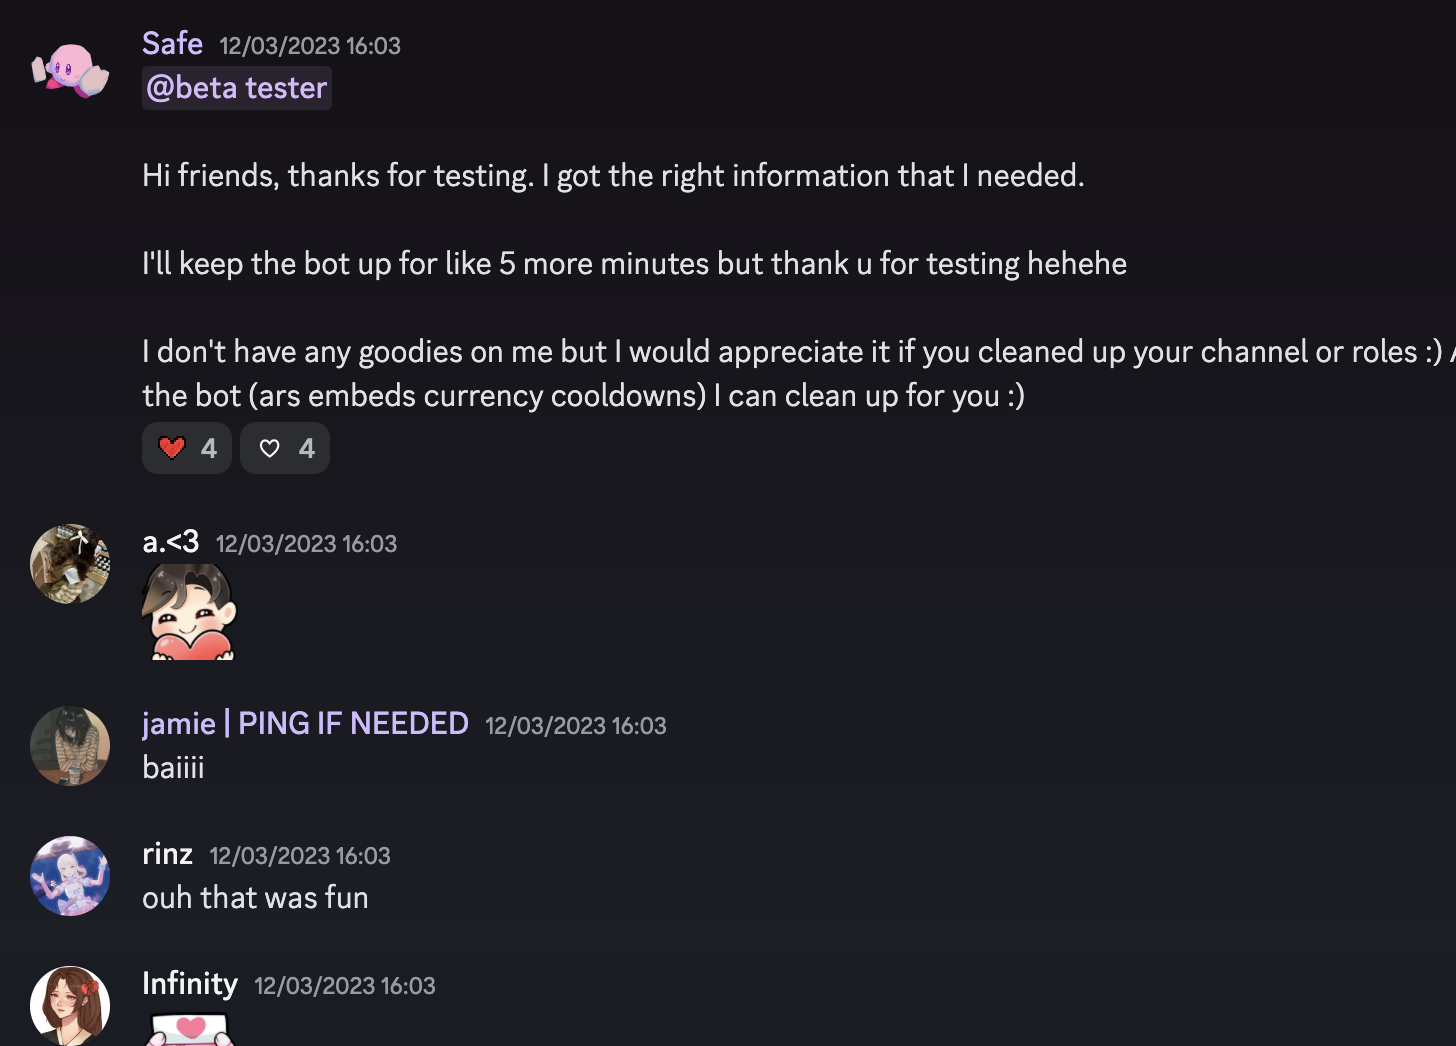 Safe 12/03/2023 16:03
@beta tester
Hi friends, thanks for testing. I got the right information that I needed.
I'll keep the bot up for like 5 more minutes but thank u for testing hehehe
I don't have any goodies on me but I would appreciate it if you cleaned up your channel or roles :)
the bot (ars embeds currency cooldowns) I can clean up for you :)
4 4
a.<3 12/03/2023 16:03
jamie | PING IF NEEDED 12/03/2023 16:03
baiiii
rinz 12/03/2023 16:03
ouh that was fun
Infinity 12/03/2023 16:03